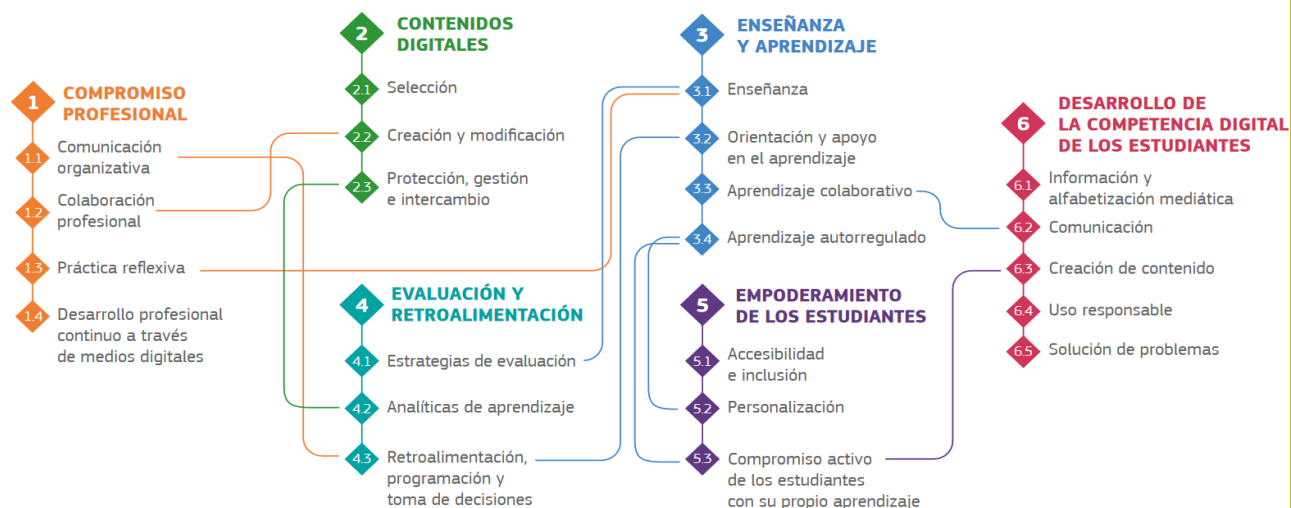 1
COMPROMISO
PROFESIONAL
1.1
Comunicación
organizativa
1.2
Colaboración
profesional
1.3
Práctica reflexiva
1.4
Desarrollo profesional
continuo a través
de medios digitales
2
CONTENIDOS
DIGITALES
2.1
Selección
2.2
Creación y modificación
2.3
Protección, gestión
e intercambio
3
ENSEÑANZA
Y APRENDIZAJE
3.1
Enseñanza
3.2
Orientación y apoyo
en el aprendizaje
3.3
Aprendizaje colaborativo
3.4
Aprendizaje autorregulado
4
EVALUACIÓN Y
RETROALIMENTACIÓN
4.1
Estrategias de evaluación
4.2
Analíticas de aprendizaje
4.3
Retroalimentación,
programación y
toma de decisiones
5
EMPODERAMIENTO
DE LOS ESTUDIANTES
5.1
Accesibilidad
e inclusión
5.2
Personalización
5.3
Compromiso activo
de los estudiantes
con su propio aprendizaje
6
DESARROLLO DE
LA COMPETENCIA DIGITAL
DE LOS ESTUDIANTES
6.1
Información y
alfabetización mediática
6.2
Comunicación
6.3
Creación de contenido
6.4
Uso responsable
6.5
Solución de problemas